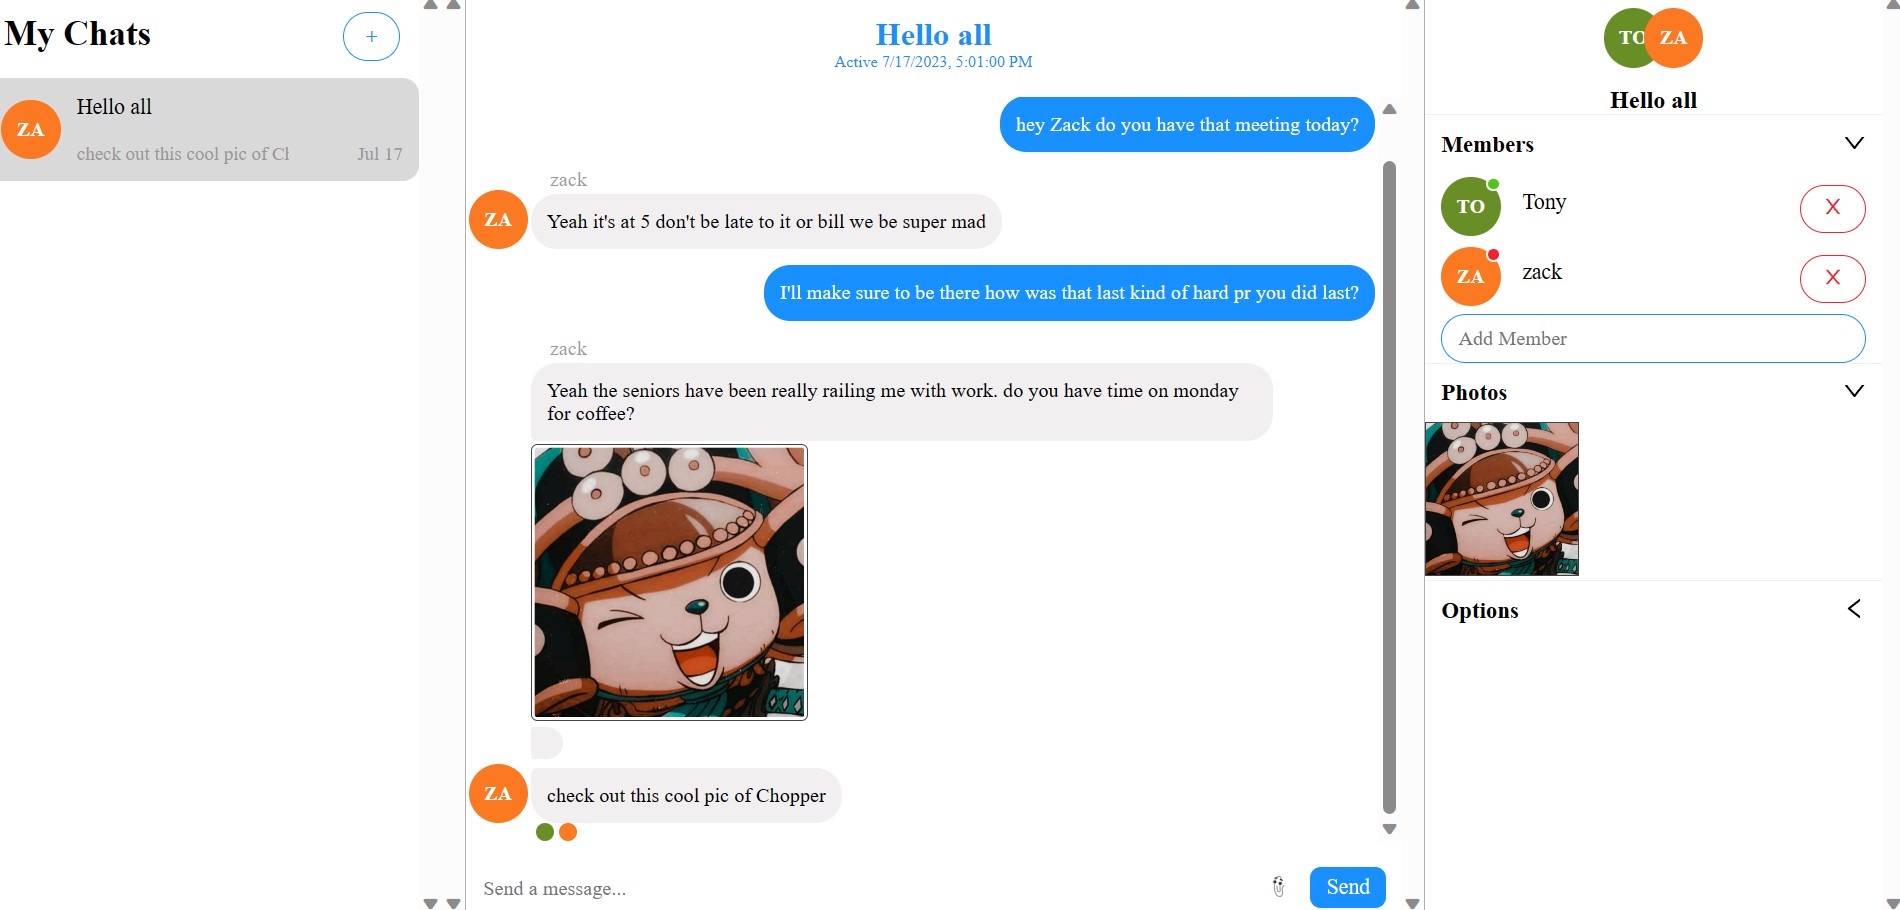 My Chats
+
ZA
Hello all
check out this cool pic of Ch
Jul 17
Hello all
Active 7/17/2023, 5:01:00 PM
hey Zack do you have that meeting today?
zack
ZA
Yeah it's at 5 don't be late to it or bill we be super mad
I'll make sure to be there how was that last kind of hard pr you did last?
zack
Yeah the seniors have been really railing me with work. do you have time on monday
for coffee?
ZA
check out this cool pic of Chopper
Send a message...
Send
TO ZA
Hello all
Members
TO
Tony
X
ZA
zack
X
Add Member
Photos
Options